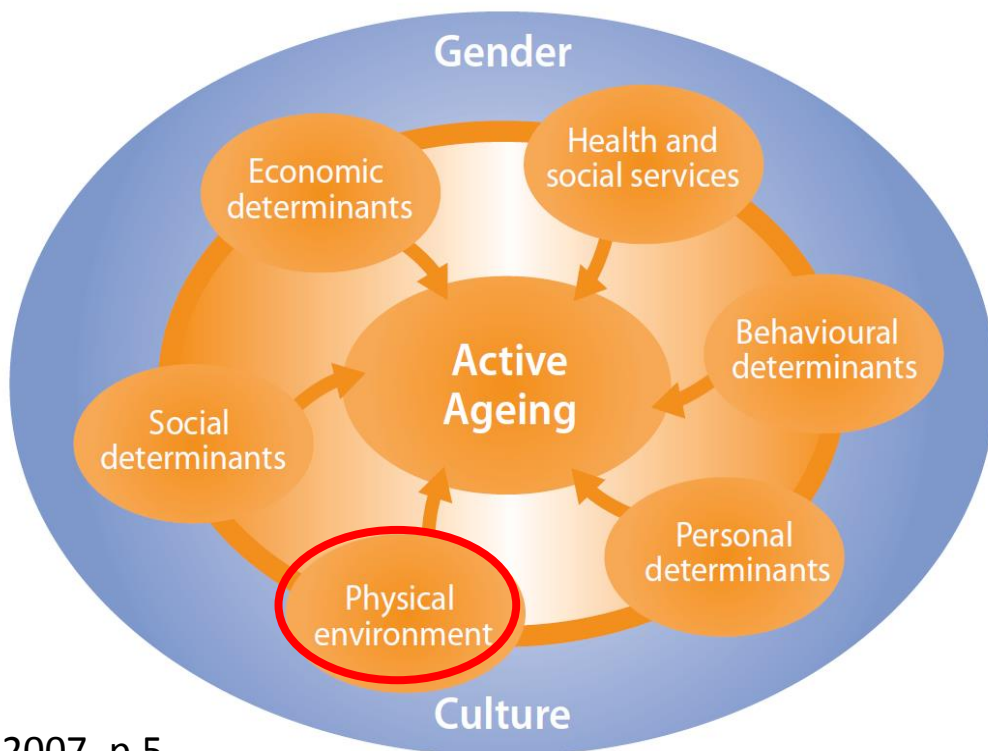 Gender
Economic
determinants
Health and
social services
Behavioural
determinants
Active
Ageing
Social
determinants
Personal
determinants
Physical
environment
Culture
2007, p.5